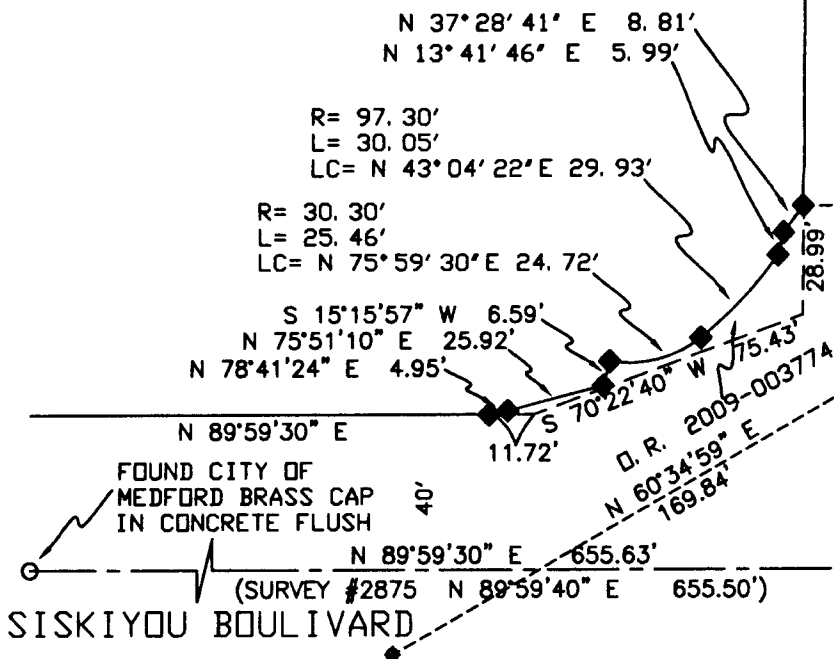 N 37°28'41" E 8.81'
N 13°41'46" E 5.99'
R= 97.30'
L= 30.05'
LC= N 43°04'22"E 29.93'
R= 30.30'
L= 25.46'
LC= N 75°59'30"E 24.72'
28.99'
S 15°15'57" W 6.59'
N 75°51'10" E 25.92'
N 78°41'24" E 4.95'
S 70°22'40" W 75.43'
O.R. 2009-003774
N 89°59'30" E
11.72'
N 60°34'59" E
169.84'
FOUND CITY OF
MEDFORD BRASS CAP
IN CONCRETE FLUSH
40'
N 89°59'30" E 655.63'
(SURVEY #2875 N 89°59'40" E 655.50')
SISKIYOU BOULIVARD